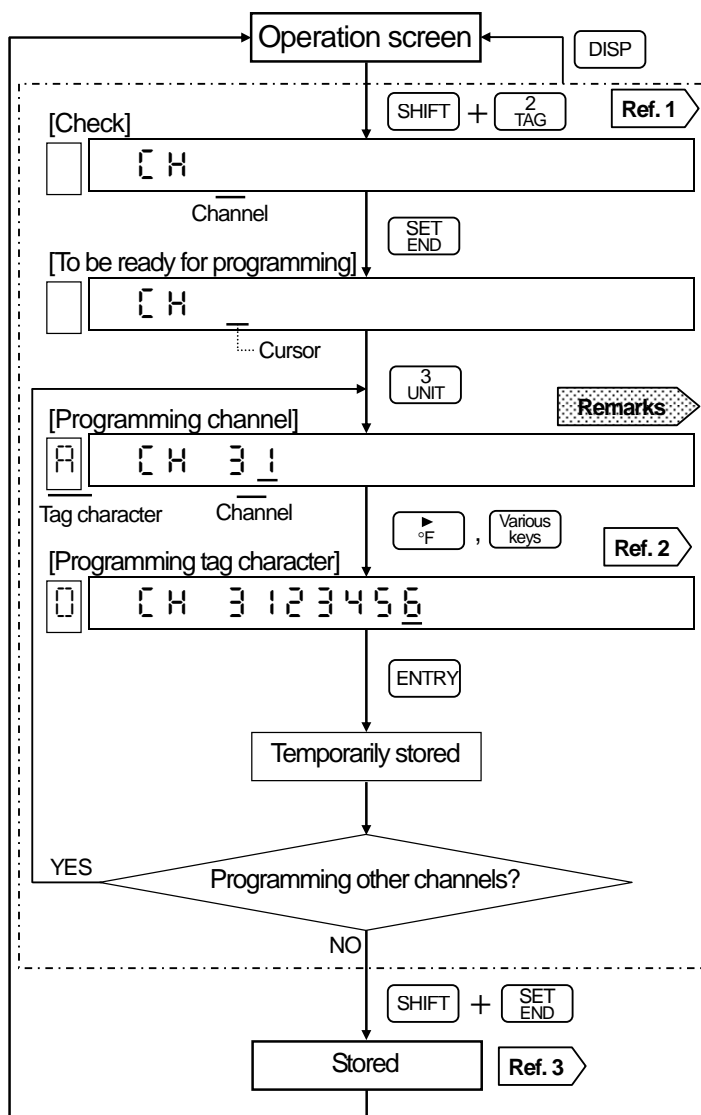 Operation screen
DISP
SHIFT + 2 TAG
Ref. 1
[Check]
CH
Channel
SET
END
[To be ready for programming]
CH
Cursor
3
UNIT
Remarks
[Programming channel]
A CH 31
Tag character
Channel
►
°F , Various keys
Ref. 2
[Programming tag character]
0 CH 3123456
ENTRY
Temporarily stored
YES
Programming other channels?
NO
SHIFT + SET END
Stored
Ref. 3